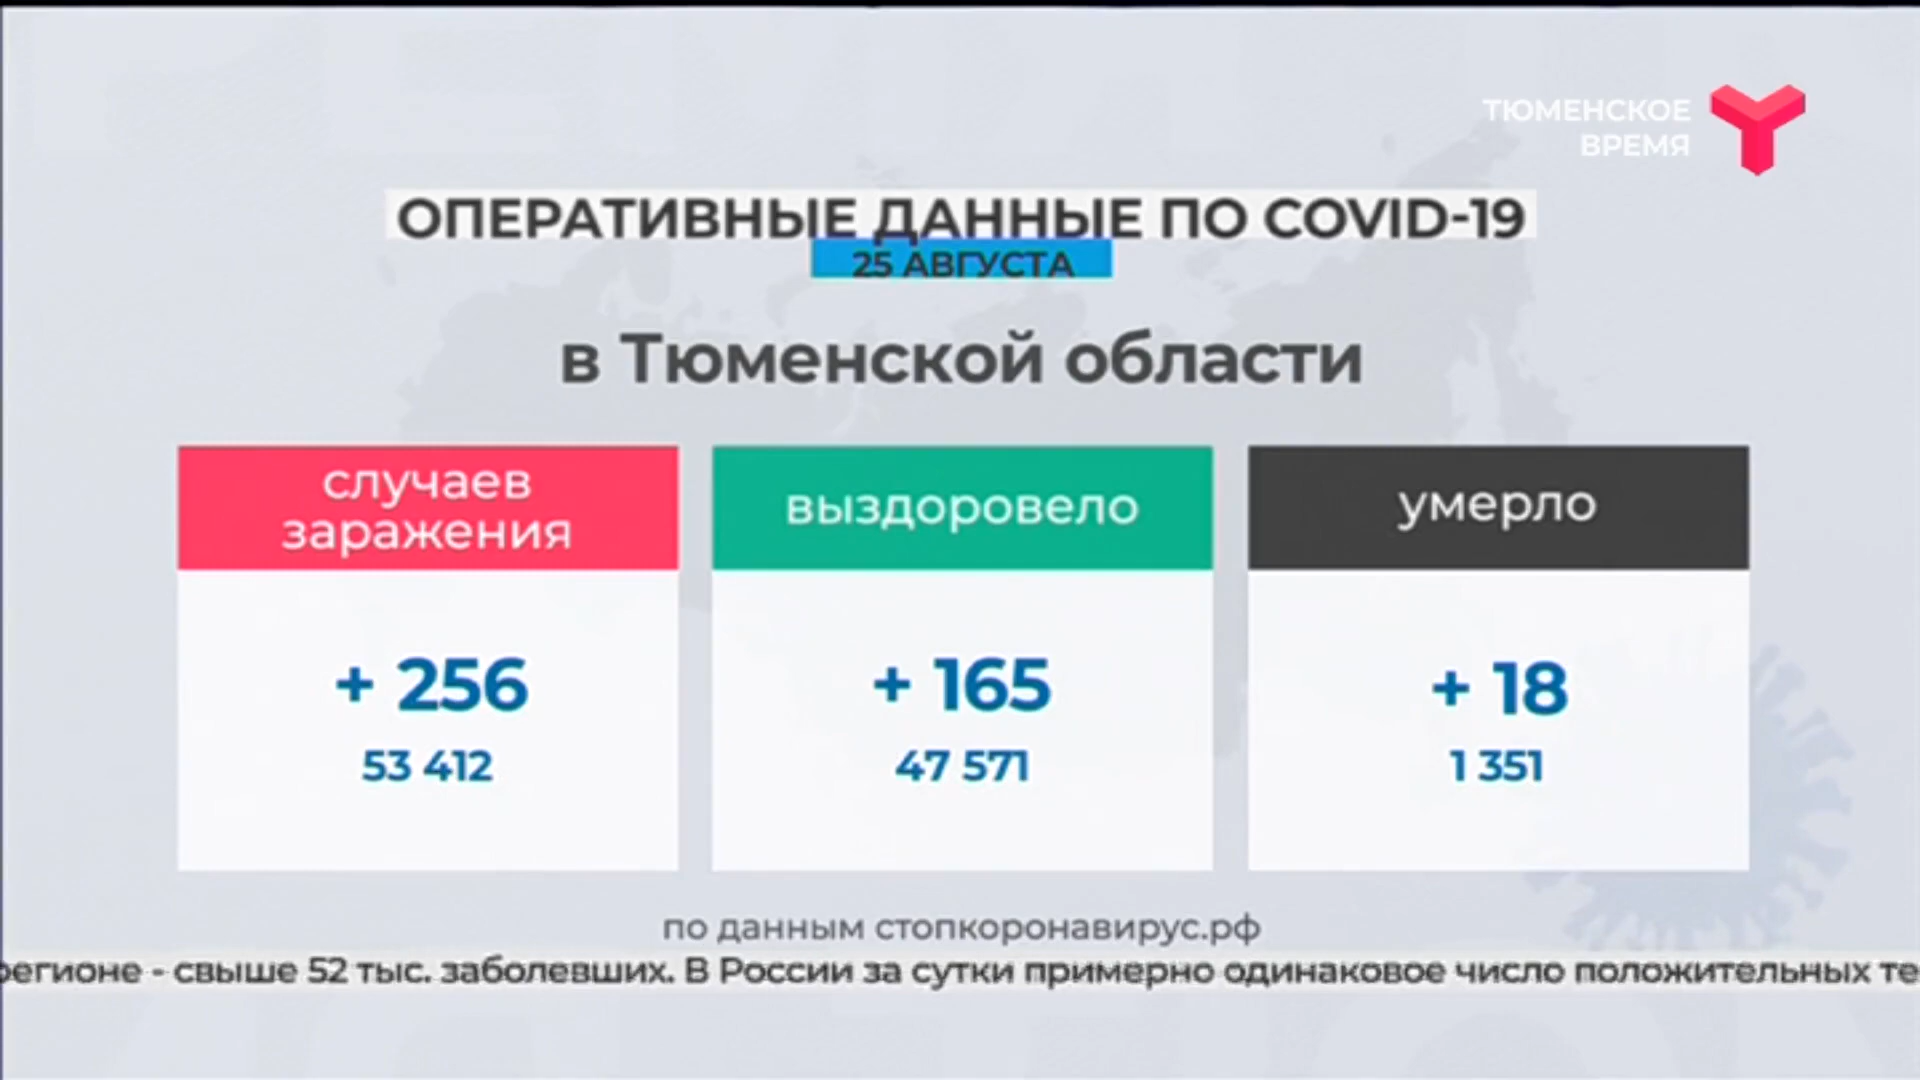 ТЮМЕНСКОЕ
ВРЕМЯ
ОПЕРАТИВНЫЕ ДАННЫЕ ПО COVID-19
25 АВГУСТА
в Тюменской области
случаев
заражения
+ 256
53 412
выздоровело
+ 165
47 571
умерло
+ 18
1 351
по данным стопкоронавирус.рф
регионе - свыше 52 тыс. заболевших. В России за сутки примерно одинаковое число положительных те